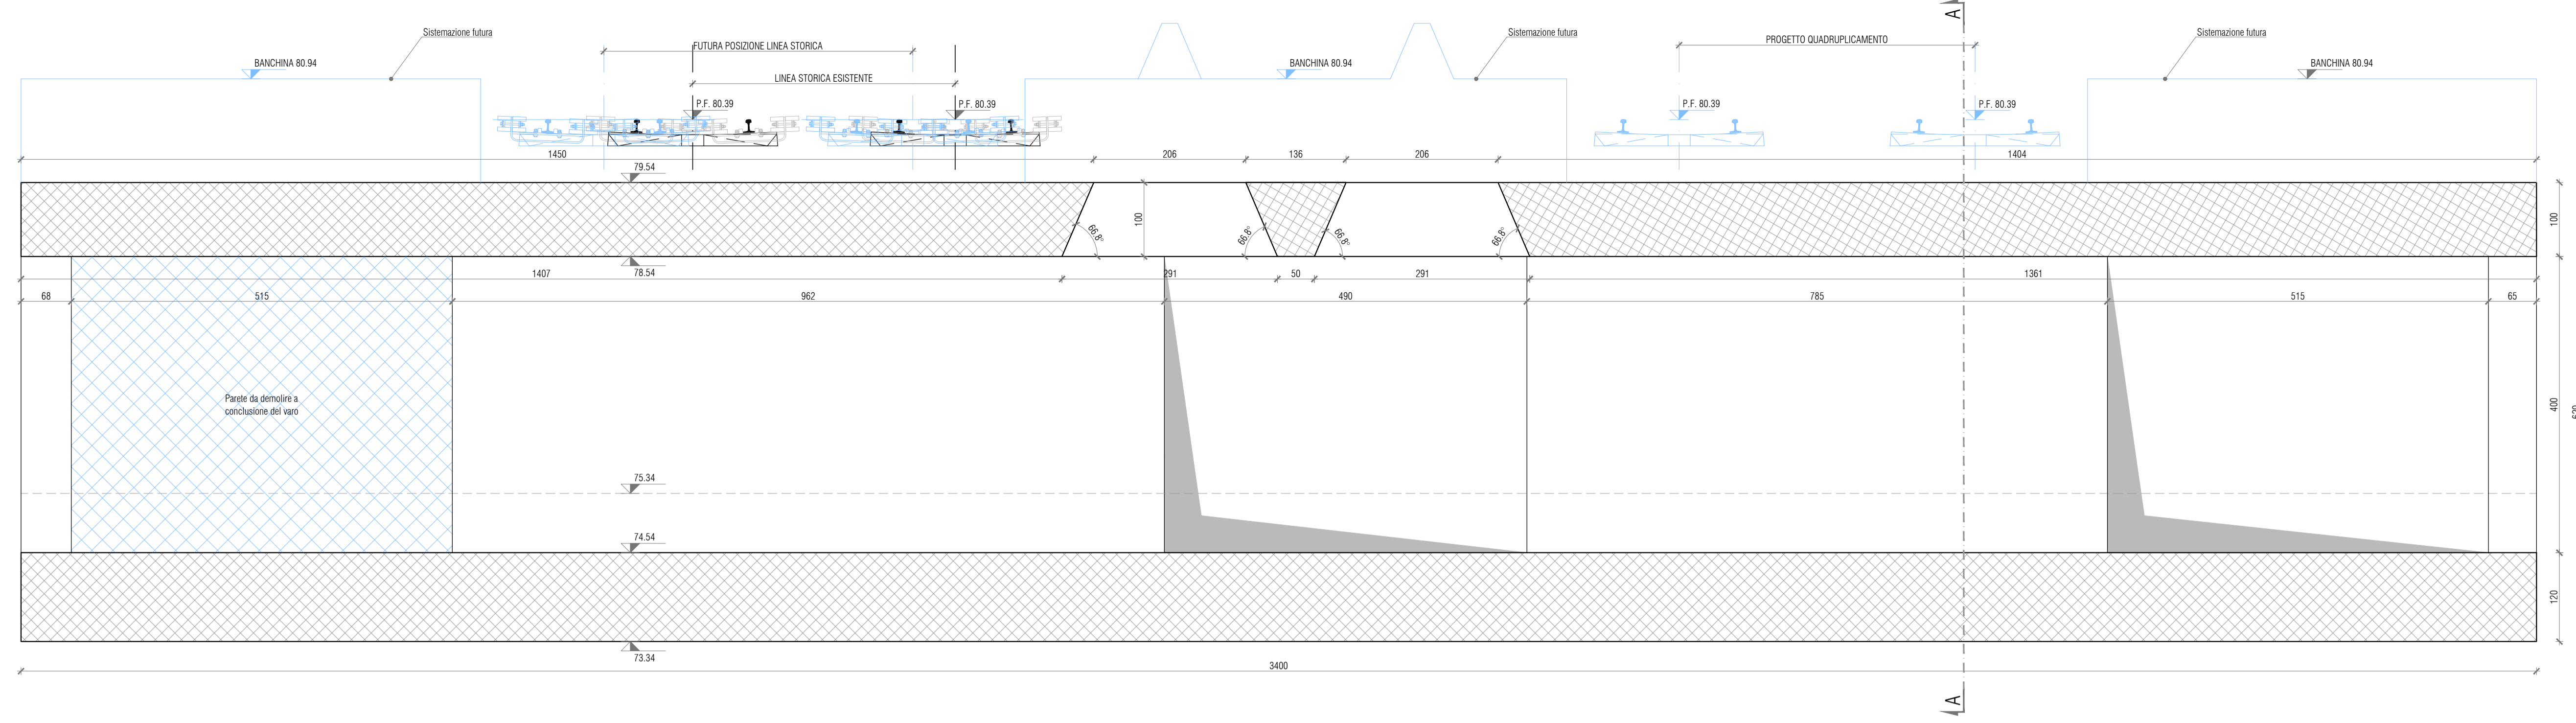 A
Sistemazione futura
Sistemazione futura
Sistemazione futura
FUTURA POSIZIONE LINEA STORICA
PROGETTO QUADRUPLICAMENTO
BANCHINA 80.94
BANCHINA 80.94
BANCHINA 80.94
LINEA STORICA ESISTENTE
P.F. 80.39
P.F. 80.39
P.F. 80.39
P.F. 80.39
1450
206
136
206
1404
79.54
100
100
66.8°
66.8°
66.8°
66.8°
78.54
1407
291
50
291
1361
68
515
962
490
785
515
65
Parete da demolire a
conclusione del varo
400
75.34
74.54
120
73.34
3400
A